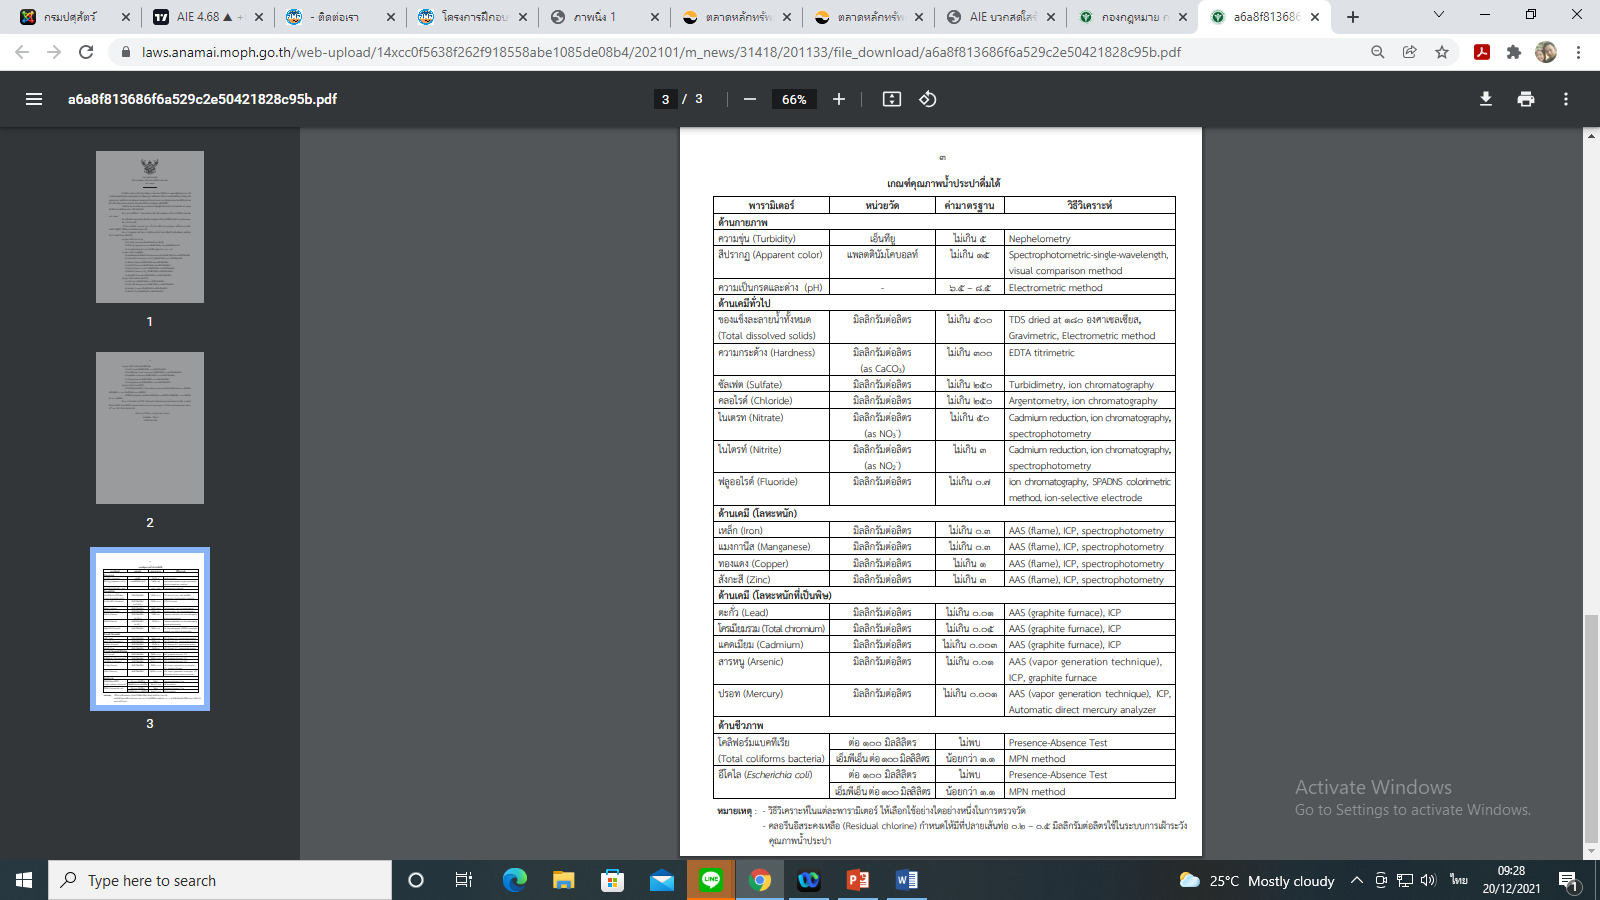 กรมปศุสัตว์
AIE 4.68 ▲ +
- ติดต่อเรา
โครงการฝึกอบ
ภาพนิ่ง 1
ตลาดหลักทรัพ
ตลาดหลักทรัพ
AIE บวกสดใสรั
กองกฎหมาย ก
a6a8f813686
laws.anamai.moph.go.th/web-upload/14xcc0f5638f262f918558abe1085de08b4/202101/m_news/31418/201133/file_download/a6a8f813686f6a529c2e50421828c95b.pdf
a6a8f813686f6a529c2e50421828c95b.pdf
3 / 3
66%
1
2
3
๓
เกณฑ์คุณภาพน้ำประปาดื่มได้
พารามิเตอร์ หน่วยวัด ค่ามาตรฐาน วิธีวิเคราะห์
ด้านกายภาพ
ความขุ่น (Turbidity) เอ็นทียู ไม่เกิน ๕ Nephelometry
สีปรากฏ (Apparent color) แพลตตินัมโคบอลท์ ไม่เกิน ๑๕ Spectrophotometric-single-wavelength,
visual comparison method
ความเป็นกรดและด่าง (pH) - ๖.๕ – ๘.๕ Electrometric method
ด้านเคมีทั่วไป
ของแข็งละลายน้ำทั้งหมด มิลลิกรัมต่อลิตร ไม่เกิน ๕๐๐ TDS dried at ๑๘๐ องศาเซลเซียส,
(Total dissolved solids) Gravimetric, Electrometric method
ความกระด้าง (Hardness) มิลลิกรัมต่อลิตร ไม่เกิน ๓๐๐ EDTA titrimetric
(as CaCO₃)
ซัลเฟต (Sulfate) มิลลิกรัมต่อลิตร ไม่เกิน ๒๕๐ Turbidimetry, ion chromatography
คลอไรด์ (Chloride) มิลลิกรัมต่อลิตร ไม่เกิน ๒๕๐ Argentometry, ion chromatography
ไนเตรท (Nitrate) มิลลิกรัมต่อลิตร ไม่เกิน ๕๐ Cadmium reduction, ion chromatography,
(as NO₃⁻) spectrophotometry
ไนไตรท์ (Nitrite) มิลลิกรัมต่อลิตร ไม่เกิน ๓ Cadmium reduction, ion chromatography,
(as NO₂⁻) spectrophotometry
ฟลูออไรด์ (Fluoride) มิลลิกรัมต่อลิตร ไม่เกิน ๐.๗ ion chromatography, SPADNS colorimetric
method, ion-selective electrode
ด้านเคมี (โลหะหนัก)
เหล็ก (Iron) มิลลิกรัมต่อลิตร ไม่เกิน ๐.๓ AAS (flame), ICP, spectrophotometry
แมงกานีส (Manganese) มิลลิกรัมต่อลิตร ไม่เกิน ๐.๓ AAS (flame), ICP, spectrophotometry
ทองแดง (Copper) มิลลิกรัมต่อลิตร ไม่เกิน ๑ AAS (flame), ICP, spectrophotometry
สังกะสี (Zinc) มิลลิกรัมต่อลิตร ไม่เกิน ๓ AAS (flame), ICP, spectrophotometry
ด้านเคมี (โลหะหนักที่เป็นพิษ)
ตะกั่ว (Lead) มิลลิกรัมต่อลิตร ไม่เกิน ๐.๐๑ AAS (graphite furnace), ICP
โครเมียมรวม (Total chromium) มิลลิกรัมต่อลิตร ไม่เกิน ๐.๐๕ AAS (graphite furnace), ICP
แคดเมียม (Cadmium) มิลลิกรัมต่อลิตร ไม่เกิน ๐.๐๐๓ AAS (graphite furnace), ICP
สารหนู (Arsenic) มิลลิกรัมต่อลิตร ไม่เกิน ๐.๐๑ AAS (vapor generation technique),
ICP, graphite furnace
ปรอท (Mercury) มิลลิกรัมต่อลิตร ไม่เกิน ๐.๐๐๑ AAS (vapor generation technique), ICP,
Automatic direct mercury analyzer
ด้านชีวภาพ
โคลิฟอร์มแบคทีเรีย ต่อ ๑๐๐ มิลลิลิตร ไม่พบ Presence-Absence Test
(Total coliforms bacteria) เอ็มพีเอ็น ต่อ ๑๐๐ มิลลิลิตร น้อยกว่า ๑.๑ MPN method
อีโคไล (Escherichia coli) ต่อ ๑๐๐ มิลลิลิตร ไม่พบ Presence-Absence Test
เอ็มพีเอ็น ต่อ ๑๐๐ มิลลิลิตร น้อยกว่า ๑.๑ MPN method
หมายเหตุ : - วิธีวิเคราะห์ในแต่ละพารามิเตอร์ ให้เลือกใช้อย่างใดอย่างหนึ่งในการตรวจวัด
- คลอรีนอิสระคงเหลือ (Residual chlorine) กำหนดให้มีที่ปลายเส้นท่อ ๐.๒ – ๐.๕ มิลลิกรัมต่อลิตรใช้ในระบบการเฝ้าระวัง
คุณภาพน้ำประปา
Activate Windows
Go to Settings to activate Windows.
Type here to search
LINE
25°C Mostly cloudy
ไทย
09:28
20/12/2021
1